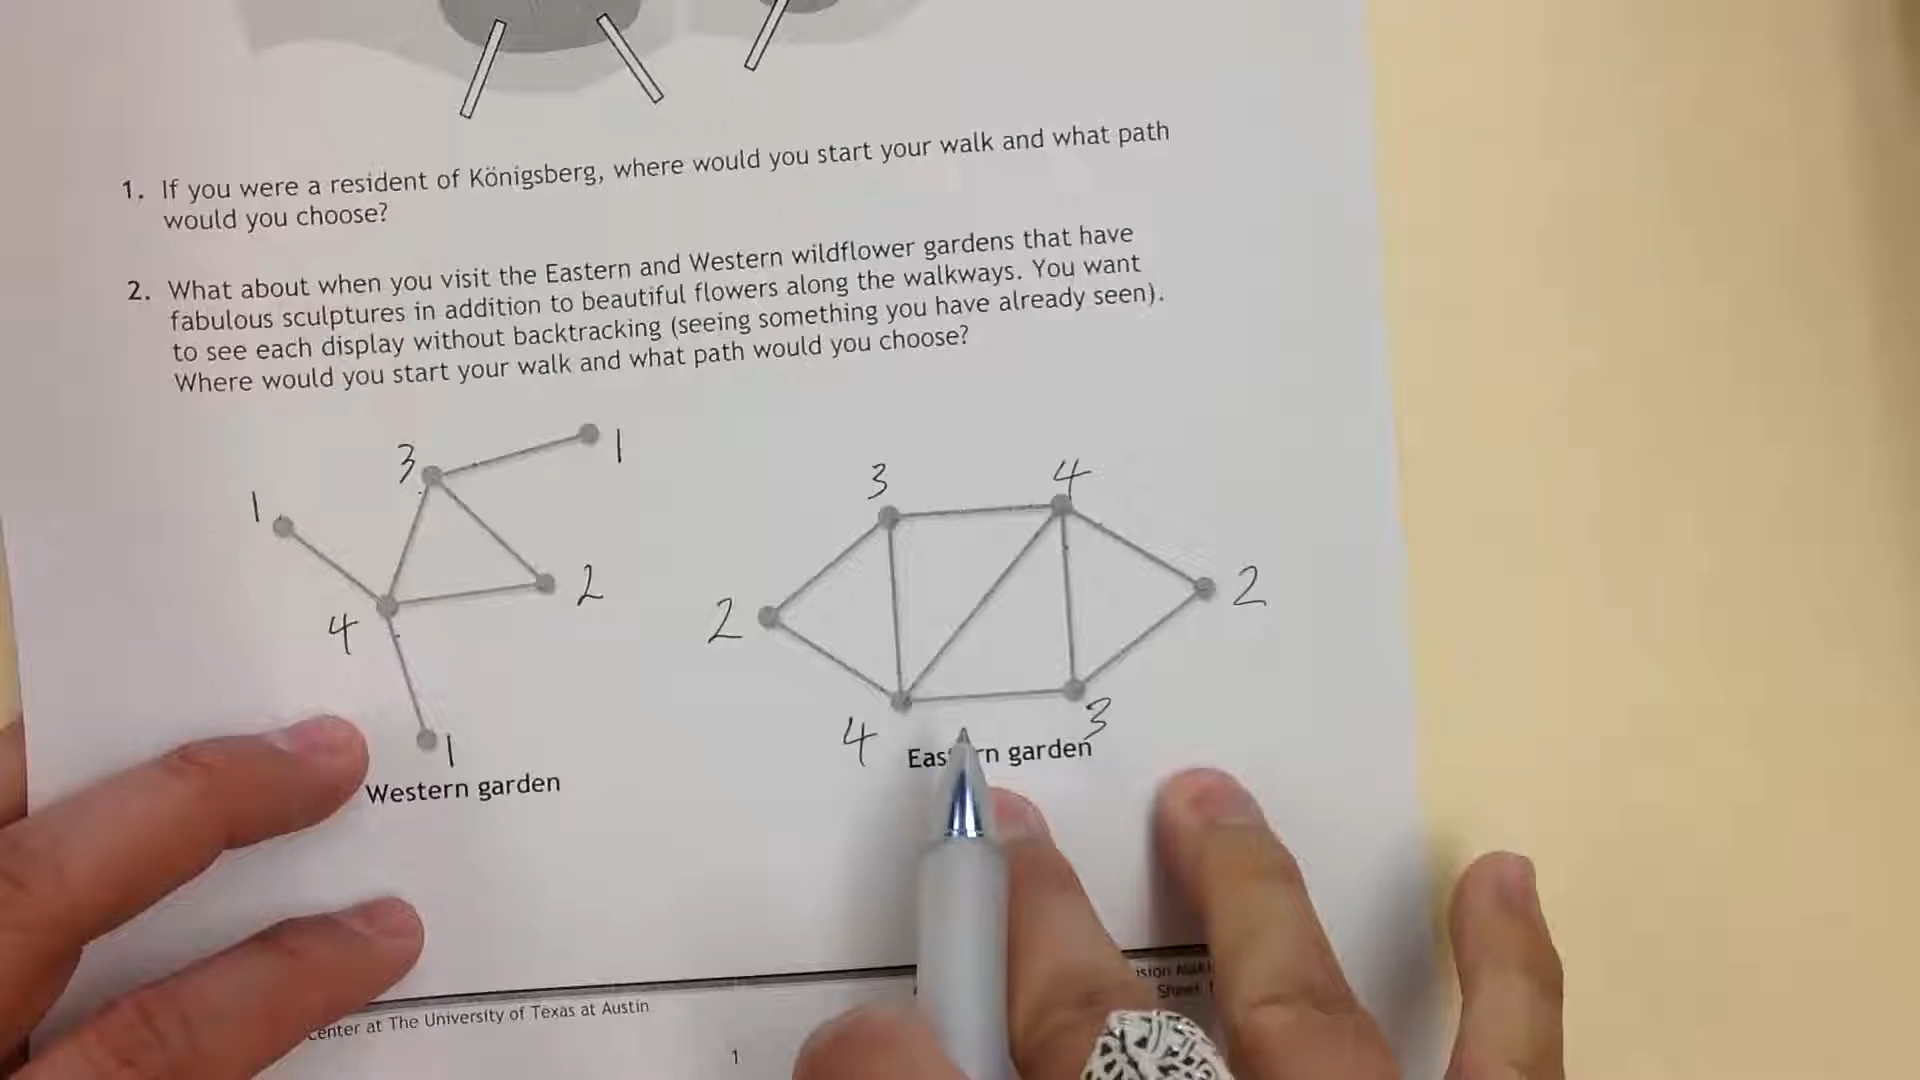 1. If you were a resident of Königsberg, where would you start your walk and what path
would you choose?
2. What about when you visit the Eastern and Western wildflower gardens that have
fabulous sculptures in addition to beautiful flowers along the walkways. You want
to see each display without backtracking (seeing something you have already seen).
Where would you start your walk and what path would you choose?
3 1
1
4 2
1
Western garden
3 4
2 2
4 3
garden
Center at The University of Texas at Austin
1